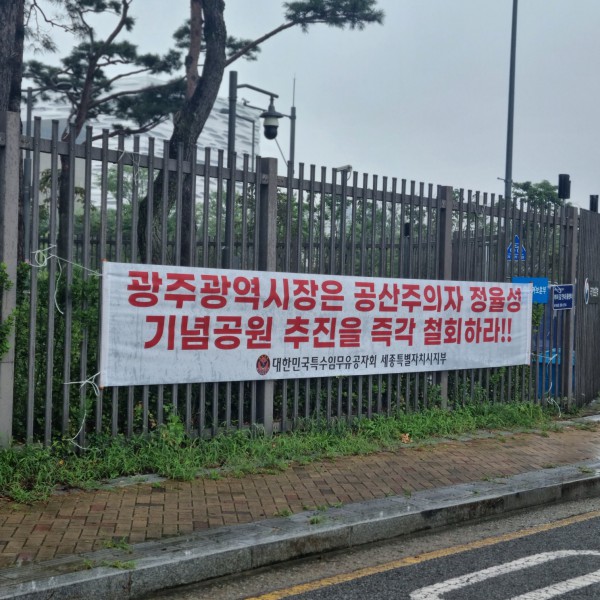 광주광역시장은 공산주의자 정율성
기념공원 추진을 즉각 철회하라!!
대한민국특수임무유공자회 세종특별자치시지부